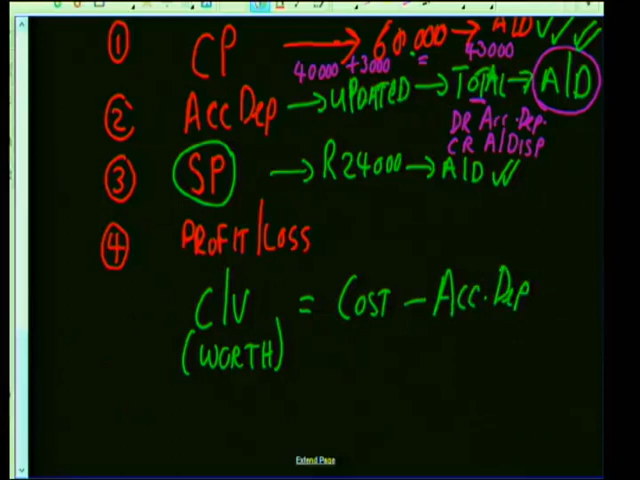 ① CP → 60.000 → A/D ✓✓✓
40000 + 3000 = 43000
② Acc Dep → UPDATED → TOTAL → A/D
DR Acc. Dep.
CR A/DISP
③ SP → R24000 → A/D ✓✓
④ PROFIT/LOSS
C/V = COST − Acc. Dep
(WORTH)
Extend Page